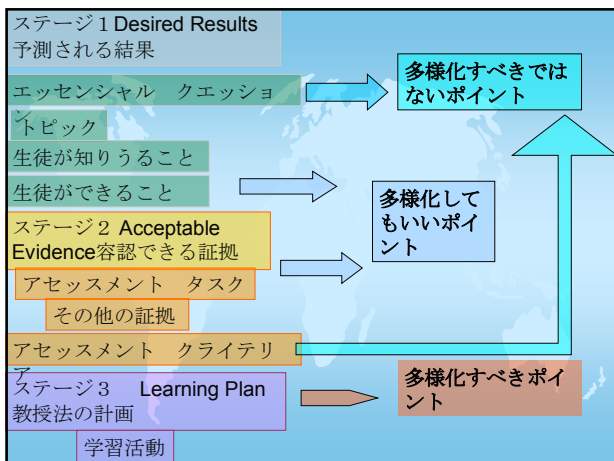 ステージ１Desired Results
予測される結果
エッセンシャル　クエッション
トピック
生徒が知りうること
生徒ができること
ステージ２ Acceptable
Evidence容認できる証拠
アセスメント　タスク
その他の証拠
アセッスメント　クライテリア
ステージ３　Learning Plan
教授法の計画
学習活動
多様化すべきでは
ないポイント
多様化して
もいいポイ
ント
多様化すべきポイ
ント